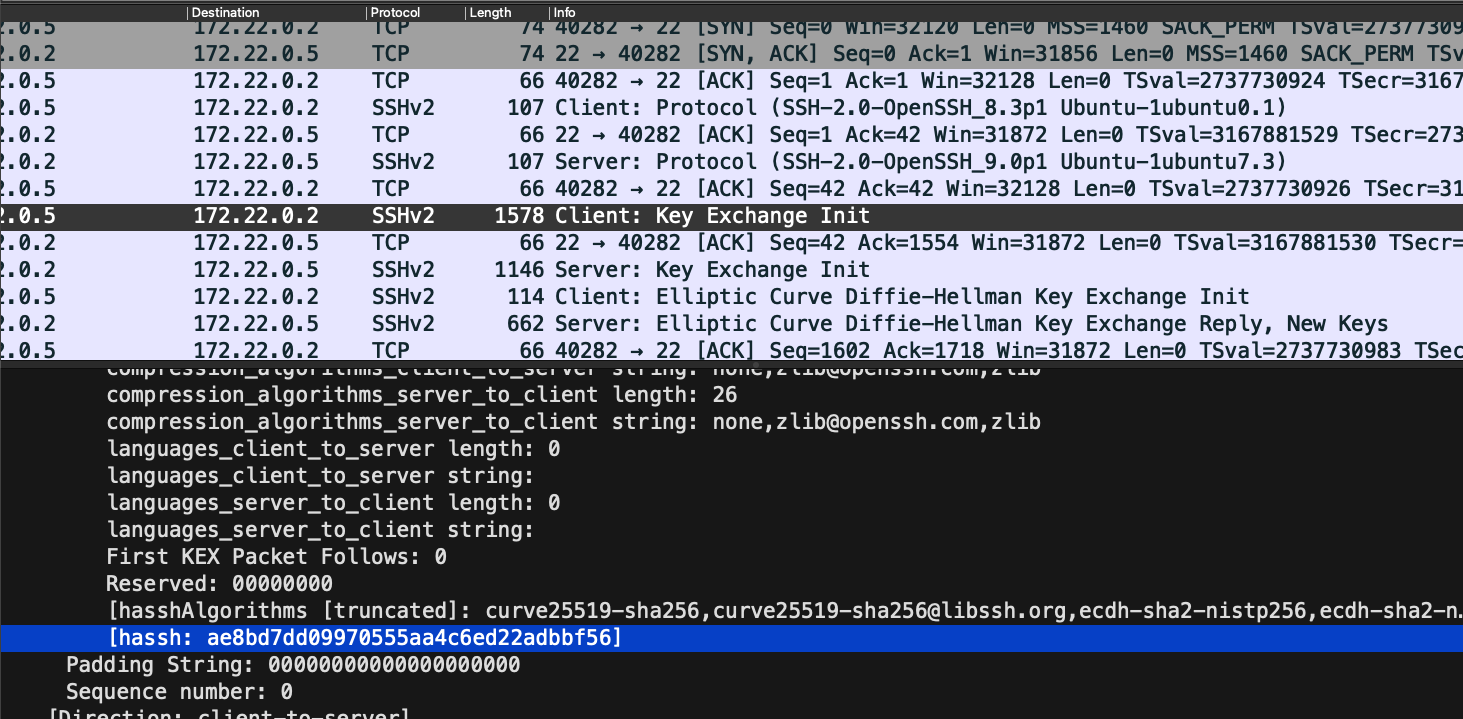 Destination Protocol Length Info
2.0.5 172.22.0.2 TCP 74 40282 → 22 [SYN] Seq=0 Win=32120 Len=0 MSS=1460 SACK_PERM TSval=27377309
2.0.2 172.22.0.5 TCP 74 22 → 40282 [SYN, ACK] Seq=0 Ack=1 Win=31856 Len=0 MSS=1460 SACK_PERM TSv
2.0.5 172.22.0.2 TCP 66 40282 → 22 [ACK] Seq=1 Ack=1 Win=32128 Len=0 TSval=2737730924 TSecr=3167
2.0.5 172.22.0.2 SSHv2 107 Client: Protocol (SSH-2.0-OpenSSH_8.3p1 Ubuntu-1ubuntu0.1)
2.0.2 172.22.0.5 TCP 66 22 → 40282 [ACK] Seq=1 Ack=42 Win=31872 Len=0 TSval=3167881529 TSecr=273
2.0.2 172.22.0.5 SSHv2 107 Server: Protocol (SSH-2.0-OpenSSH_9.0p1 Ubuntu-1ubuntu7.3)
2.0.5 172.22.0.2 TCP 66 40282 → 22 [ACK] Seq=42 Ack=42 Win=32128 Len=0 TSval=2737730926 TSecr=31
2.0.5 172.22.0.2 SSHv2 1578 Client: Key Exchange Init
2.0.2 172.22.0.5 TCP 66 22 → 40282 [ACK] Seq=42 Ack=1554 Win=31872 Len=0 TSval=3167881530 TSecr=
2.0.2 172.22.0.5 SSHv2 1146 Server: Key Exchange Init
2.0.5 172.22.0.2 SSHv2 114 Client: Elliptic Curve Diffie-Hellman Key Exchange Init
2.0.2 172.22.0.5 SSHv2 662 Server: Elliptic Curve Diffie-Hellman Key Exchange Reply, New Keys
2.0.5 172.22.0.2 TCP 66 40282 → 22 [ACK] Seq=1602 Ack=1718 Win=31872 Len=0 TSval=2737730983 TSec
compression_algorithms_client_to_server string: none,zlib@openssh.com,zlib
compression_algorithms_server_to_client length: 26
compression_algorithms_server_to_client string: none,zlib@openssh.com,zlib
languages_client_to_server length: 0
languages_client_to_server string:
languages_server_to_client length: 0
languages_server_to_client string:
First KEX Packet Follows: 0
Reserved: 00000000
[hasshAlgorithms [truncated]: curve25519-sha256,curve25519-sha256@libssh.org,ecdh-sha2-nistp256,ecdh-sha2-n…
[hassh: ae8bd7dd09970555aa4c6ed22adbbf56]
Padding String: 00000000000000000000
Sequence number: 0
[Direction: client-to-server]